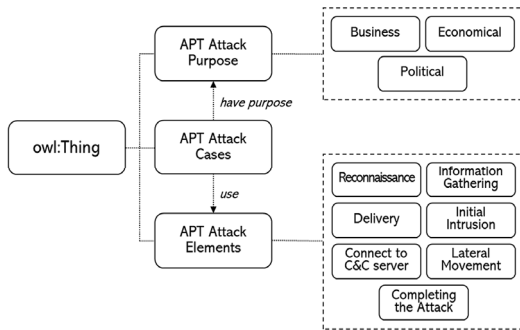 APT Attack
Purpose
Business
Economical
Political
have purpose
owl:Thing
APT Attack
Cases
use
APT Attack
Elements
Reconnaissance
Information
Gathering
Delivery
Initial
Intrusion
Connect to
C&C server
Lateral
Movement
Completing
the Attack